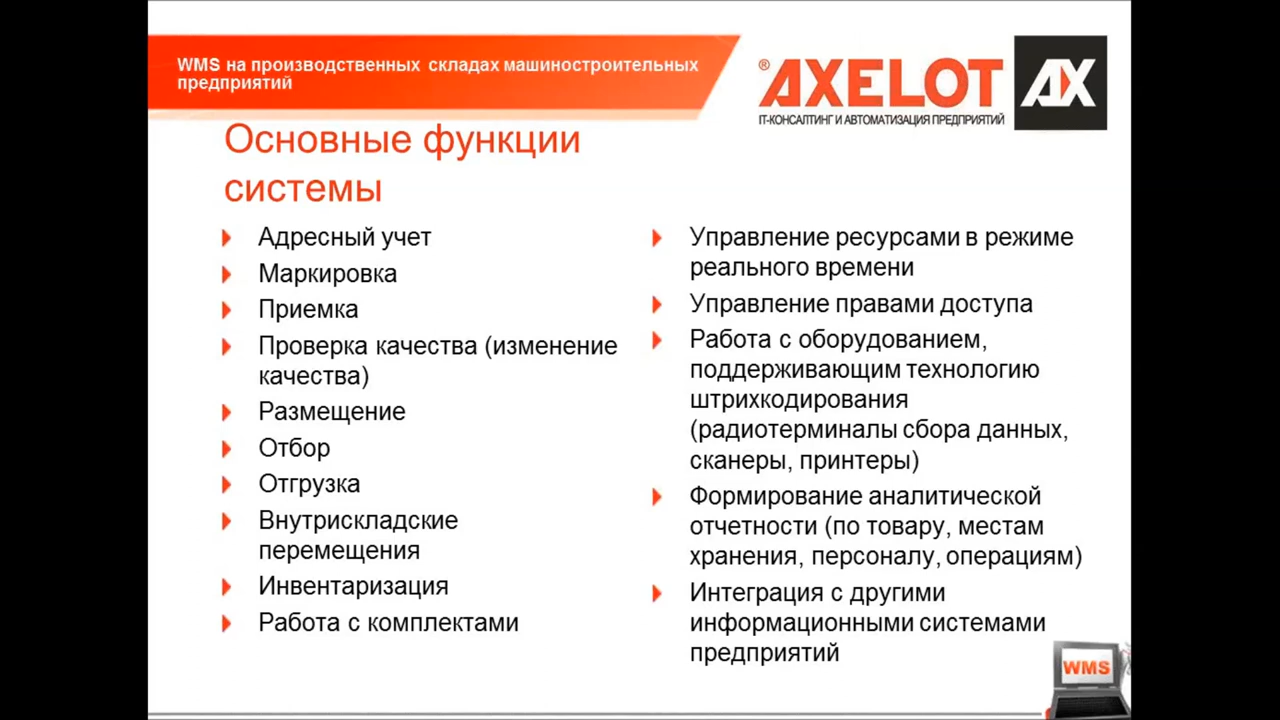 WMS на производственных складах машиностроительных
предприятий
® AXELOT AX
IT-КОНСАЛТИНГ И АВТОМАТИЗАЦИЯ ПРЕДПРИЯТИЙ
Основные функции
системы
Адресный учет
Маркировка
Приемка
Проверка качества (изменение
качества)
Размещение
Отбор
Отгрузка
Внутрискладские
перемещения
Инвентаризация
Работа с комплектами
Управление ресурсами в режиме
реального времени
Управление правами доступа
Работа с оборудованием,
поддерживающим технологию
штрихкодирования
(радиотерминалы сбора данных,
сканеры, принтеры)
Формирование аналитической
отчетности (по товару, местам
хранения, персоналу, операциям)
Интеграция с другими
информационными системами
предприятий
WMS